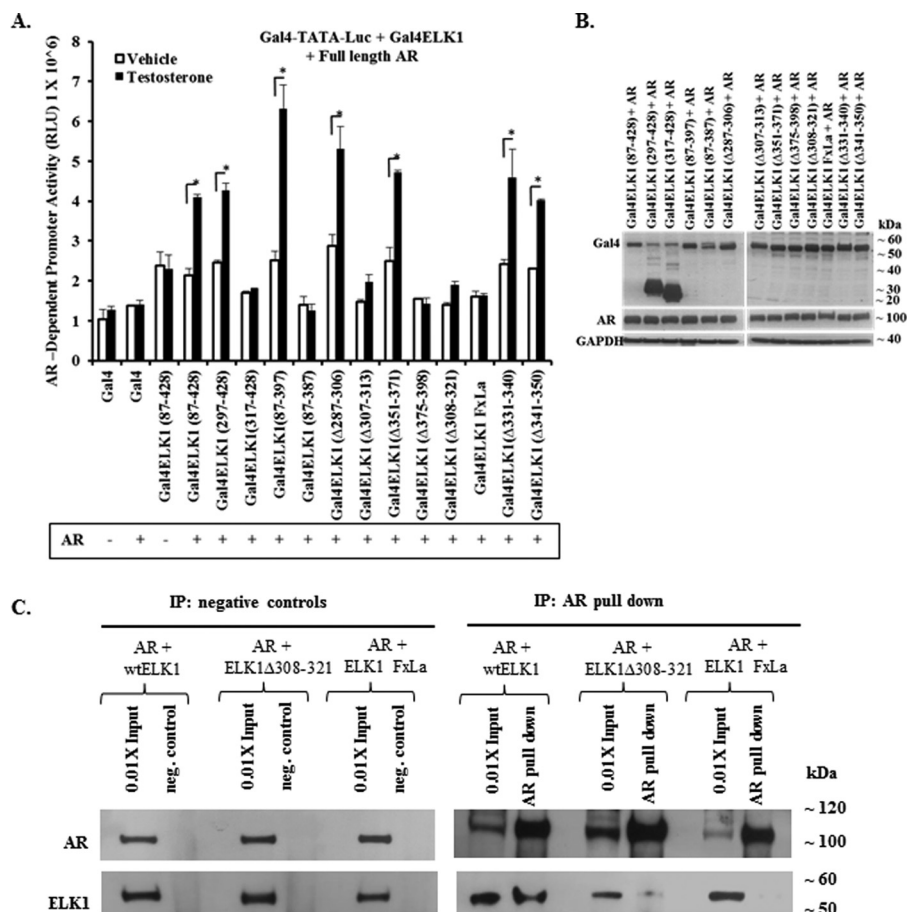 A.
Gal4-TATA-Luc + Gal4ELK1
+ Full length AR
AR –Dependent Promoter Activity (RLU) 1 X 10^6)
8
7
6
5
4
3
2
1
0
Vehicle
Testosterone
*
*
*
*
*
*
*
Gal4
Gal4
Gal4ELK1 (87-428)
Gal4ELK1 (87-428)
Gal4ELK1 (297-428)
Gal4ELK1(317-428)
Gal4ELK1(87-397)
Gal4ELK1 (87-387)
Gal4ELK1 (Δ287-306)
Gal4ELK1 (Δ307-313)
Gal4ELK1 (Δ351-371)
Gal4ELK1 (Δ375-398)
Gal4ELK1 (Δ308-321)
Gal4ELK1 FxLa
Gal4ELK1 (Δ331-340)
Gal4ELK1 (Δ341-350)
AR - + - + + + + + + + + + + + + +
B.
Gal4ELK1 (87-428) + AR
Gal4ELK1 (297-428) + AR
Gal4ELK1 (317-428) + AR
Gal4ELK1 (87-397) + AR
Gal4ELK1 (87-387) + AR
Gal4ELK1 (Δ287-306) + AR
Gal4ELK1 (Δ307-313) + AR
Gal4ELK1 (Δ351-371) + AR
Gal4ELK1 (Δ375-398) + AR
Gal4ELK1 (Δ308-321) + AR
Gal4ELK1 FxLa + AR
Gal4ELK1 (Δ331-340) + AR
Gal4ELK1 (Δ341-350) + AR
kDa
Gal4
~ 60
~ 50
~ 40
~ 30
~ 20
AR
~ 100
GAPDH
~ 40
C.
IP: negative controls
IP: AR pull down
AR +
wtELK1
AR +
ELK1Δ308-321
AR +
ELK1 FxLa
AR +
wtELK1
AR +
ELK1Δ308-321
AR +
ELK1 FxLa
0.01X Input
neg. control
0.01X Input
neg. control
0.01X Input
neg. control
0.01X Input
AR pull down
0.01X Input
AR pull down
0.01X Input
AR pull down
kDa
AR
~ 120
~ 100
ELK1
~ 60
~ 50